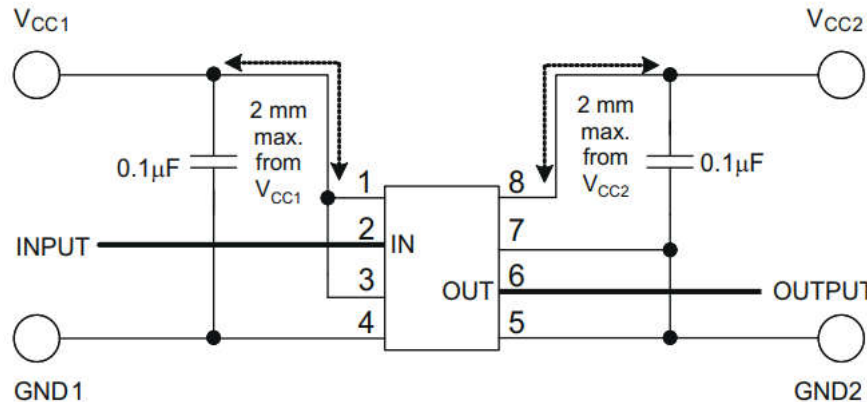 VCC1
VCC2
2 mm
max.
from
VCC1
2 mm
max.
from
VCC2
0.1μF
0.1μF
1
8
INPUT
2
IN
7
3
OUT
6
OUTPUT
4
5
GND1
GND2